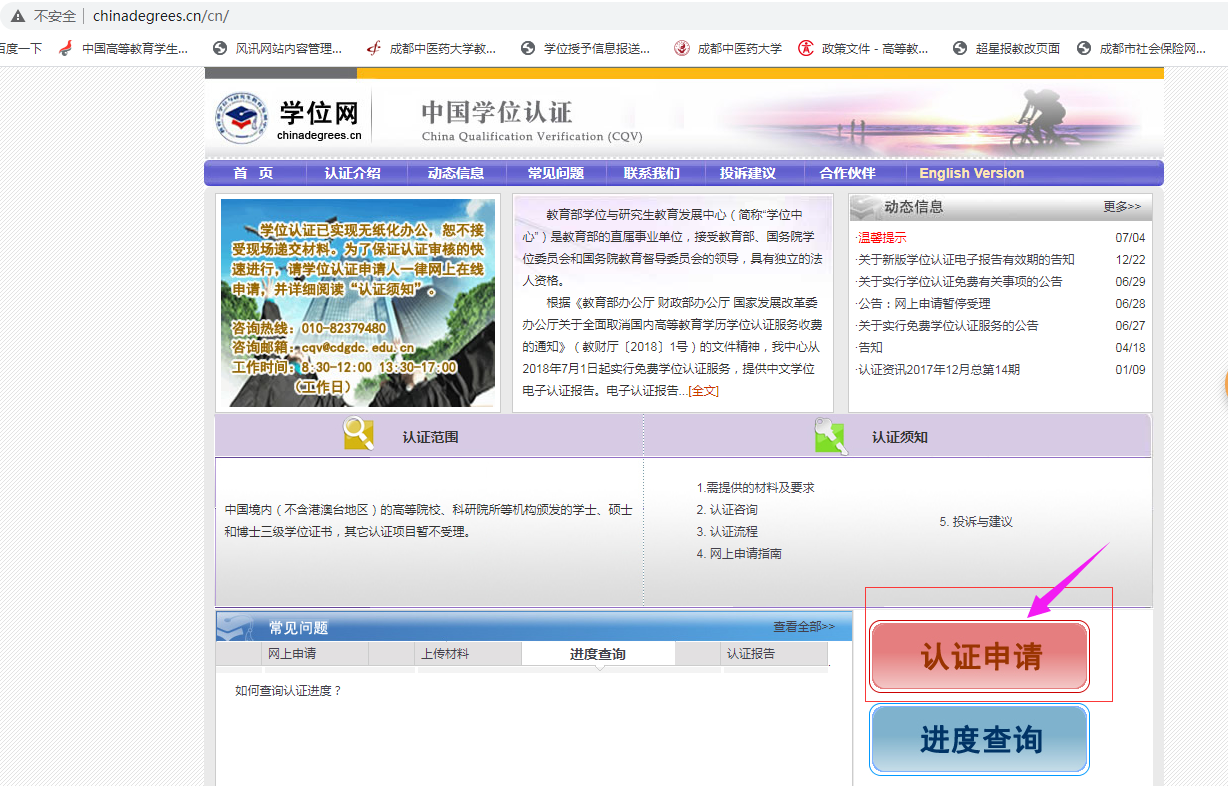 不安全 chinadegrees.cn/cn/
百度一下 中国高等教育学生... 风讯网站内容管理... 成都中医药大学教... 学位授予信息报送... 成都中医药大学 政策文件 - 高等教... 超星报教改页面 成都市社会保险网...
学位网
chinadegrees.cn
中国学位认证
China Qualification Verification (CQV)
首 页 认证介绍 动态信息 常见问题 联系我们 投诉建议 合作伙伴 English Version
学位认证已实现无纸化办公，恕不接
受现场递交材料。为了保证认证审核的快
速进行，请学位认证申请人一律网上在线
申请，并详细阅读“认证须知”。
咨询热线：010-82379480
咨询邮箱：cqv@cdgdc.edu.cn
工作时间：8:30-12:00 13:30-17:00
（工作日）
教育部学位与研究生教育发展中心（简称“学位中
心”）是教育部的直属事业单位，接受教育部、国务院学
位委员会和国务院教育督导委员会的领导，具有独立的法
人资格。
根据《教育部办公厅 财政部办公厅 国家发展改革委
办公厅关于全面取消国内高等教育学历学位认证服务收费
的通知》（教财厅〔2018〕1号）的文件精神，我中心从
2018年7月1日起实行免费学位认证服务，提供中文学位
电子认证报告。电子认证报告...[全文]
动态信息 更多>>
·温馨提示 07/04
·关于新版学位认证电子报告有效期的告知 12/22
·关于实行学位认证免费有关事项的公告 06/29
·公告：网上申请暂停受理 06/28
·关于实行免费学位认证服务的公告 06/27
·告知 04/18
·认证资讯2017年12月总第14期 01/09
认证范围
中国境内（不含港澳台地区）的高等院校、科研院所等机构颁发的学士、硕士
和博士三级学位证书，其它认证项目暂不受理。
认证须知
1.需提供的材料及要求
2. 认证咨询
3. 认证流程
4. 网上申请指南
5. 投诉与建议
常见问题 查看全部>>
网上申请 上传材料 进度查询 认证报告
如何查询认证进度？
认证申请
进度查询